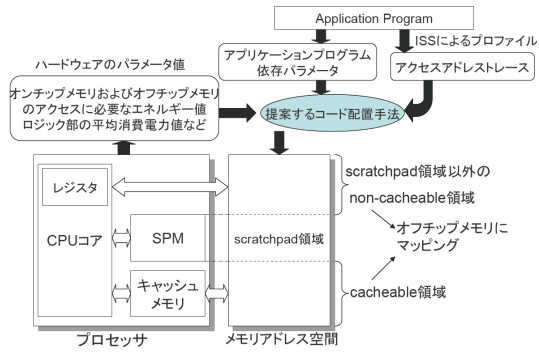 Application Program
ISSによるプロファイル
ハードウェアのパラメータ値
アプリケーションプログラム
依存パラメータ
アクセスアドレストレース
オンチップメモリおよびオフチップメモリ
のアクセスに必要なエネルギー値
ロジック部の平均消費電力値など
提案するコード配置手法
レジスタ
CPUコア
SPM
キャッシュ
メモリ
scratchpad領域
scratchpad領域以外の
non-cacheable領域
オフチップメモリに
マッピング
cacheable領域
プロセッサ
メモリアドレス空間